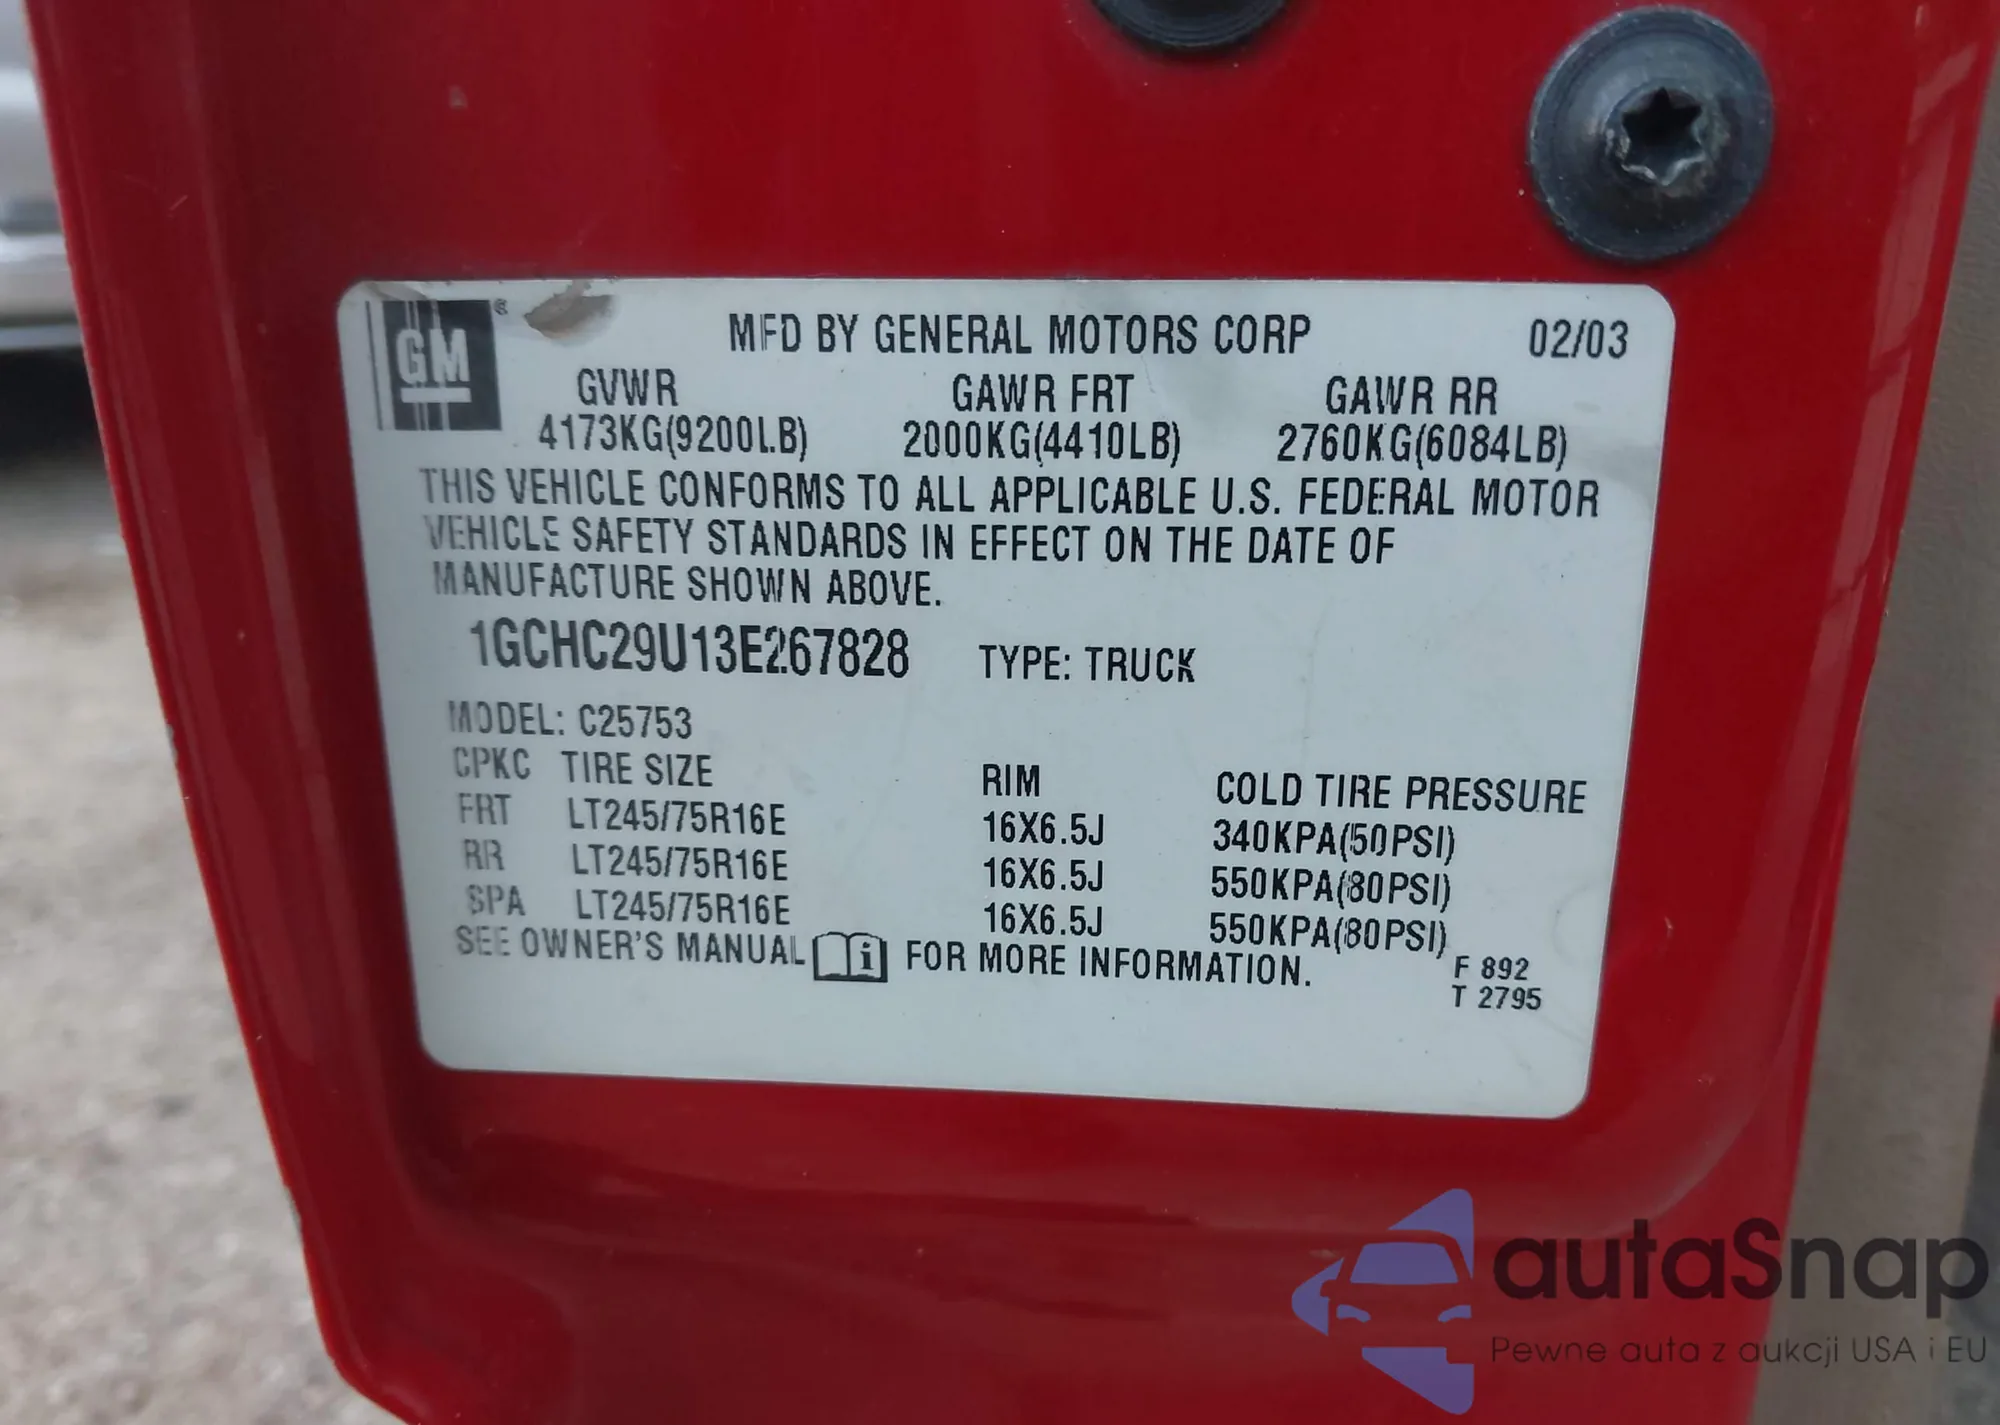 GM ®
MFD BY GENERAL MOTORS CORP 02/03
GVWR GAWR FRT GAWR RR
4173KG(9200LB) 2000KG(4410LB) 2760KG(6084LB)
THIS VEHICLE CONFORMS TO ALL APPLICABLE U.S. FEDERAL MOTOR
VEHICLE SAFETY STANDARDS IN EFFECT ON THE DATE OF
MANUFACTURE SHOWN ABOVE.
1GCHC29U13E267828 TYPE: TRUCK
MODEL: C25753
CPKC TIRE SIZE RIM COLD TIRE PRESSURE
FRT LT245/75R16E 16X6.5J 340KPA(50PSI)
RR LT245/75R16E 16X6.5J 550KPA(80PSI)
SPA LT245/75R16E 16X6.5J 550KPA(80PSI)
SEE OWNER'S MANUAL i FOR MORE INFORMATION.
F 892
T 2795
autaSnap
Pewne auta z aukcji USA i EU